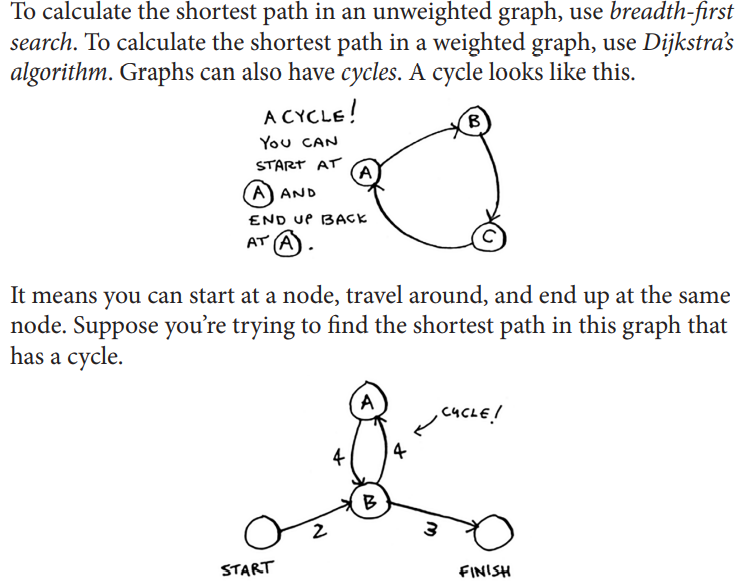 To calculate the shortest path in an unweighted graph, use breadth-first
search. To calculate the shortest path in a weighted graph, use Dijkstra’s
algorithm. Graphs can also have cycles. A cycle looks like this.
A CYCLE!
YOU CAN
START AT
A AND
END UP BACK
AT A.
A
B
C
It means you can start at a node, travel around, and end up at the same
node. Suppose you’re trying to find the shortest path in this graph that
has a cycle.
A
CYCLE!
4
4
B
2
3
START
FINISH